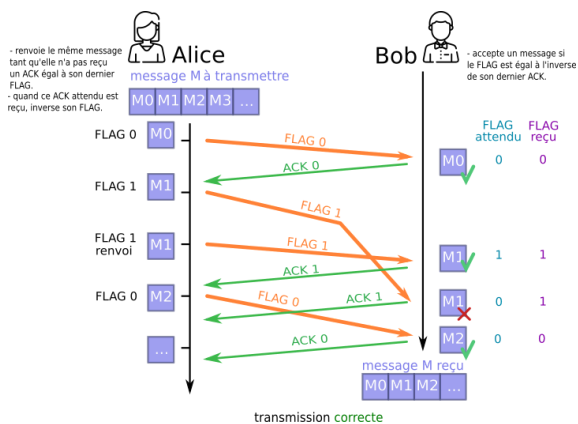 Alice
Bob
- renvoie le même message
tant qu'elle n'a pas reçu
un ACK égal à son dernier
FLAG.
- quand ce ACK attendu est
reçu, inverse son FLAG.
- accepte un message si
le FLAG est égal à l'inverse
de son dernier ACK.
message M à transmettre
M0 M1 M2 M3 ...
FLAG attendu
FLAG reçu
FLAG 0 M0
FLAG 0
ACK 0
M0 0 0
FLAG 1 M1
FLAG 1
FLAG 1 renvoi M1
FLAG 1
ACK 1
M1 1 1
FLAG 0 M2
FLAG 0
ACK 1
M1 0 1
ACK 0
M2 0 0
...
message M reçu
M0 M1 M2 ...
transmission correcte